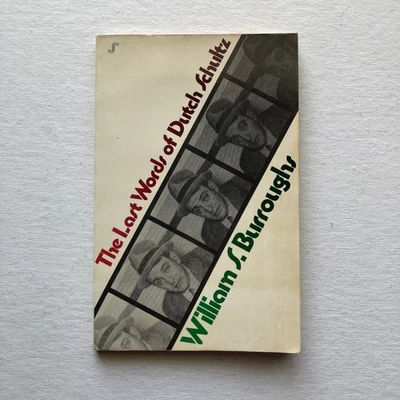 The Last Words of Dutch Schultz
William S. Burroughs